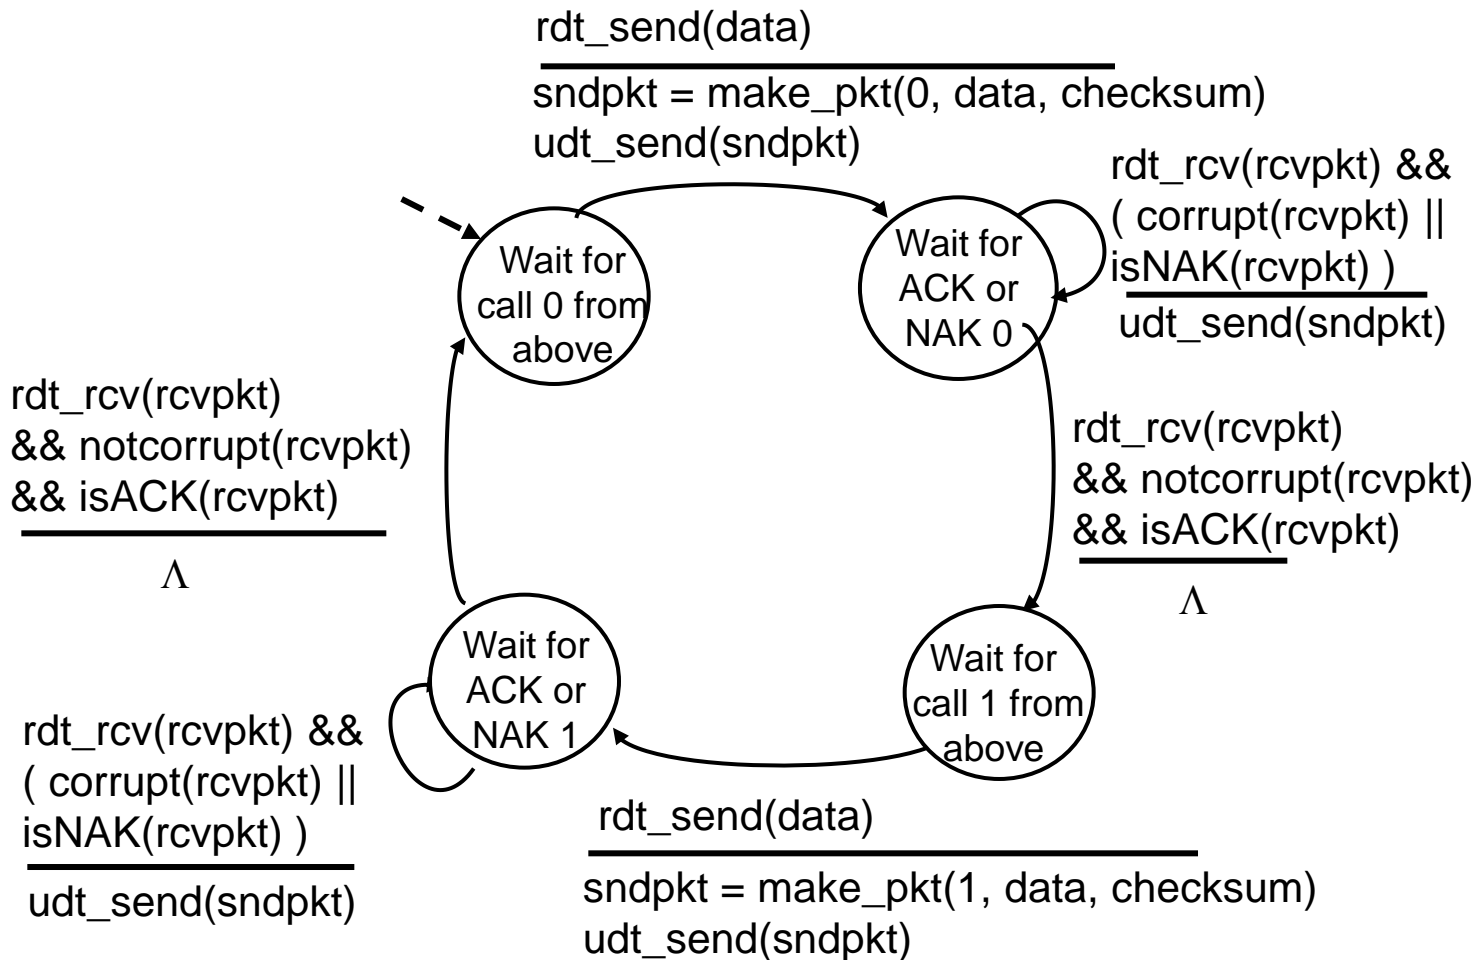 rdt_send(data)
sndpkt = make_pkt(0, data, checksum)
udt_send(sndpkt)
rdt_rcv(rcvpkt) &&
( corrupt(rcvpkt) ||
isNAK(rcvpkt) )
udt_send(sndpkt)
Wait for
call 0 from
above
Wait for
ACK or
NAK 0
rdt_rcv(rcvpkt)
&& notcorrupt(rcvpkt)
&& isACK(rcvpkt)
Λ
rdt_rcv(rcvpkt)
&& notcorrupt(rcvpkt)
&& isACK(rcvpkt)
Λ
Wait for
ACK or
NAK 1
Wait for
call 1 from
above
rdt_rcv(rcvpkt) &&
( corrupt(rcvpkt) ||
isNAK(rcvpkt) )
udt_send(sndpkt)
rdt_send(data)
sndpkt = make_pkt(1, data, checksum)
udt_send(sndpkt)